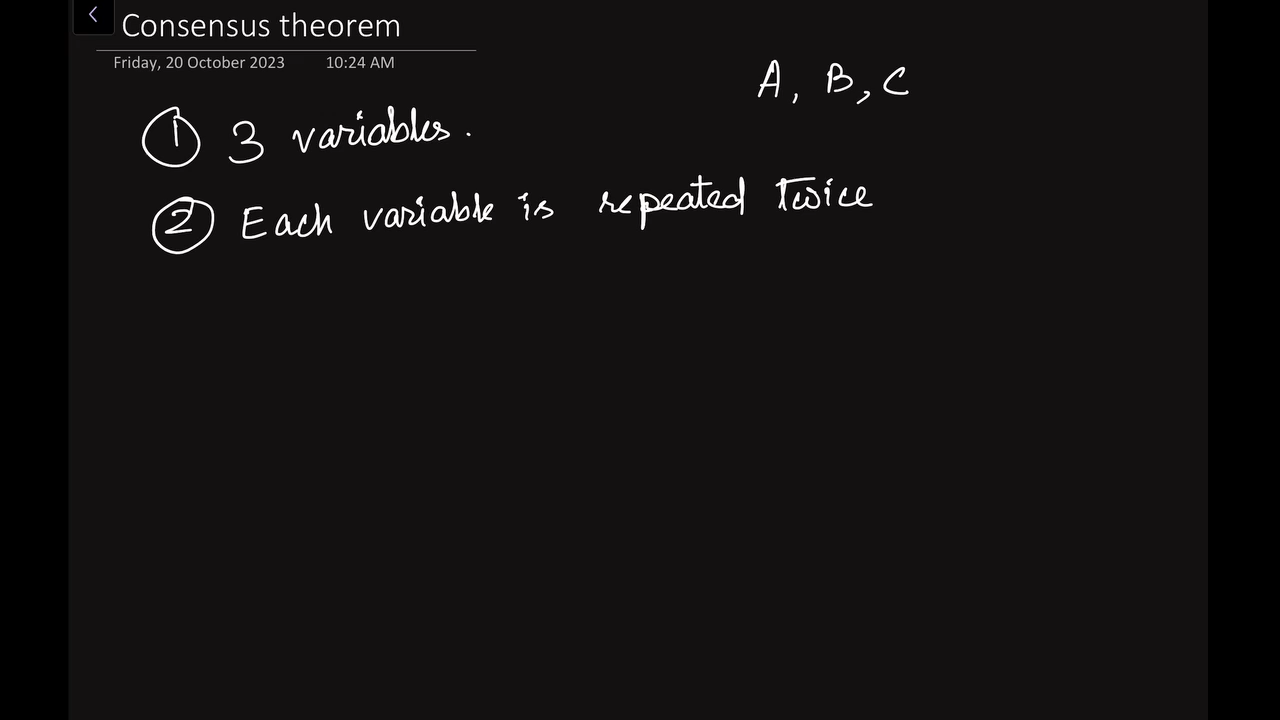 Consensus theorem
Friday, 20 October 2023 10:24 AM
A, B, C
① 3 variables.
② Each variable is repeated twice